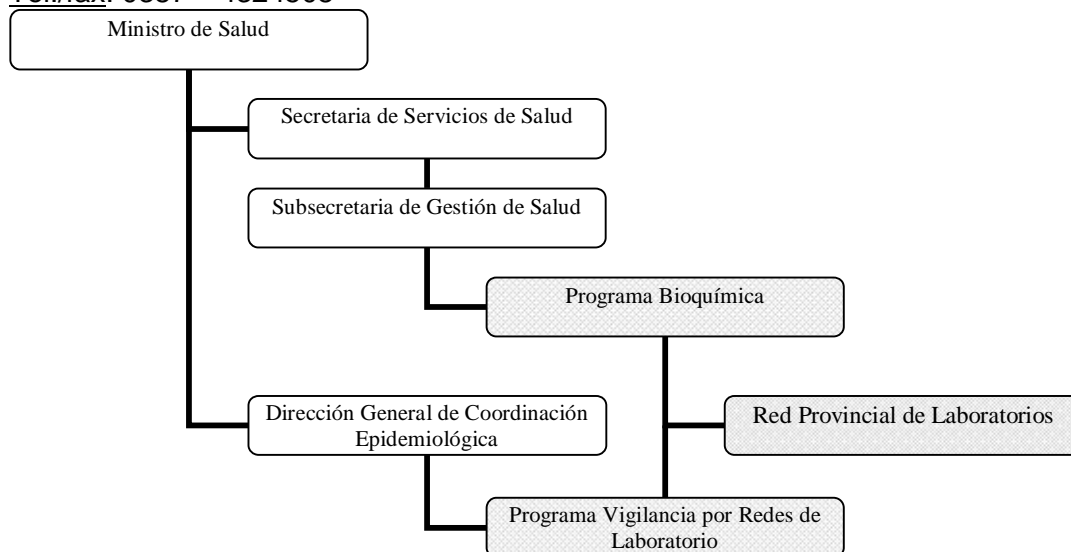 Ministro de Salud
Secretaria de Servicios de Salud
Subsecretaria de Gestión de Salud
Programa Bioquímica
Dirección General de Coordinación
Epidemiológica
Red Provincial de Laboratorios
Programa Vigilancia por Redes de
Laboratorio